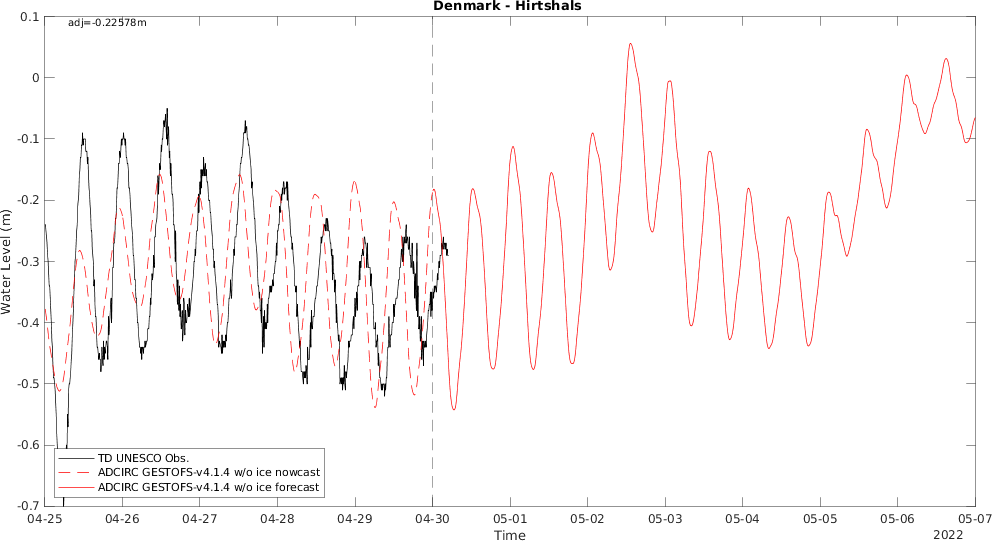 Denmark - Hirtshals
adj=-0.22578m
Water Level (m)
0.1
0
-0.1
-0.2
-0.3
-0.4
-0.5
-0.6
-0.7
TD UNESCO Obs.
ADCIRC GESTOFS-v4.1.4 w/o ice nowcast
ADCIRC GESTOFS-v4.1.4 w/o ice forecast
04-25 04-26 04-27 04-28 04-29 04-30 05-01 05-02 05-03 05-04 05-05 05-06 05-07
Time
2022